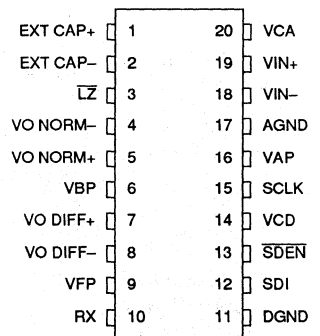 EXT CAP+ 1 20 VCA
EXT CAP– 2 19 VIN+
L̅Z̅ 3 18 VIN–
VO NORM– 4 17 AGND
VO NORM+ 5 16 VAP
VBP 6 15 SCLK
VO DIFF+ 7 14 VCD
VO DIFF– 8 13 S̅D̅E̅N̅
VFP 9 12 SDI
RX 10 11 DGND